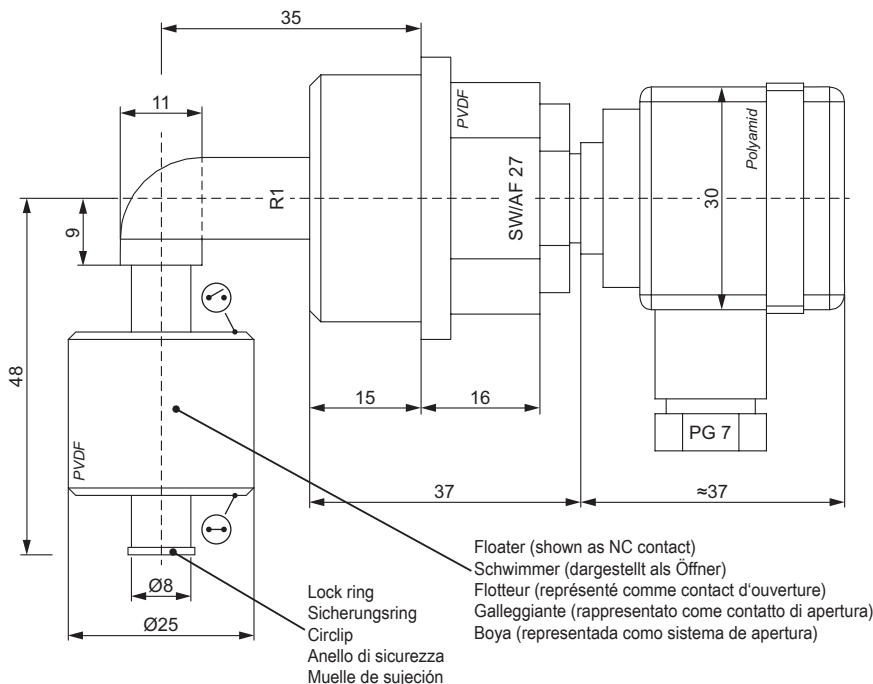 35
11
PVDF
SW/AF 27
Polyamid
30
R1
9
48
15
16
PG 7
PVDF
37
≈37
Ø8
Ø25
Floater (shown as NC contact)
Schwimmer (dargestellt als Öffner)
Flotteur (représenté comme contact d'ouverture)
Galleggiante (rappresentato come contatto di apertura)
Boya (representada como sistema de apertura)
Lock ring
Sicherungsring
Circlip
Anello di sicurezza
Muelle de sujeción